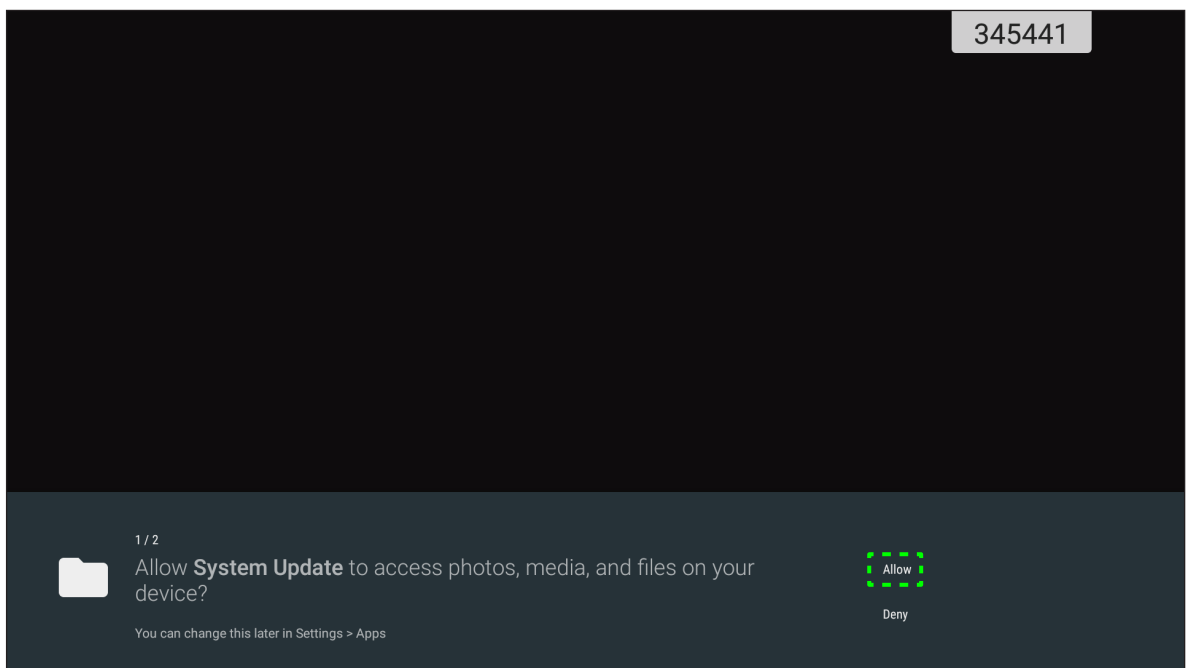 345441
1 / 2
Allow System Update to access photos, media, and files on your
device?
You can change this later in Settings > Apps
Allow
Deny